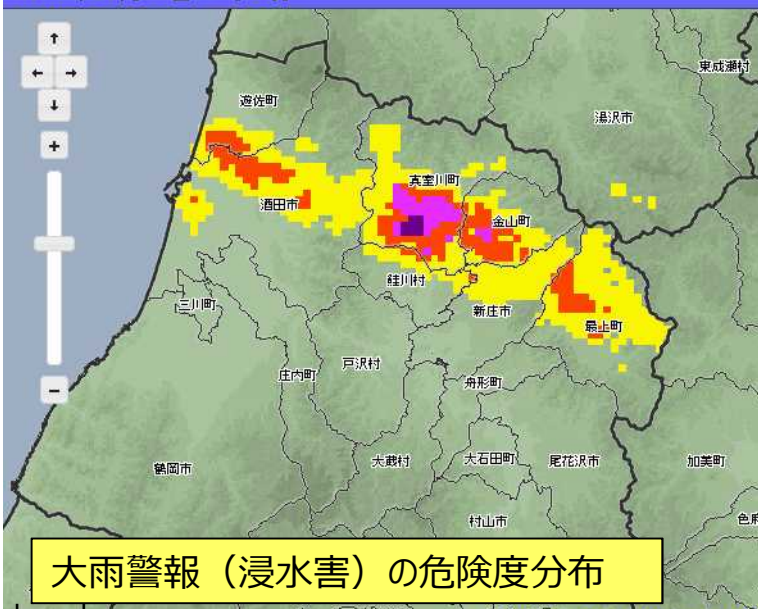 東成瀬村
遊佐町
湯沢市
真室川町
酒田市
金山町
鮭川村
三川町
新庄市
最上町
戸沢村
庄内町
舟形町
鶴岡市
大蔵村
大石田町
尾花沢市
加美町
村山市
大雨警報（浸水害）の危険度分布